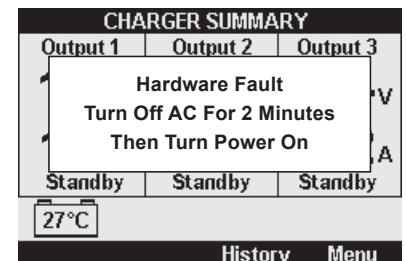 CHARGER SUMMARY
Output 1 Output 2 Output 3
Hardware Fault
Turn Off AC For 2 Minutes
Then Turn Power On
V
A
Standby Standby Standby
27°C
History Menu